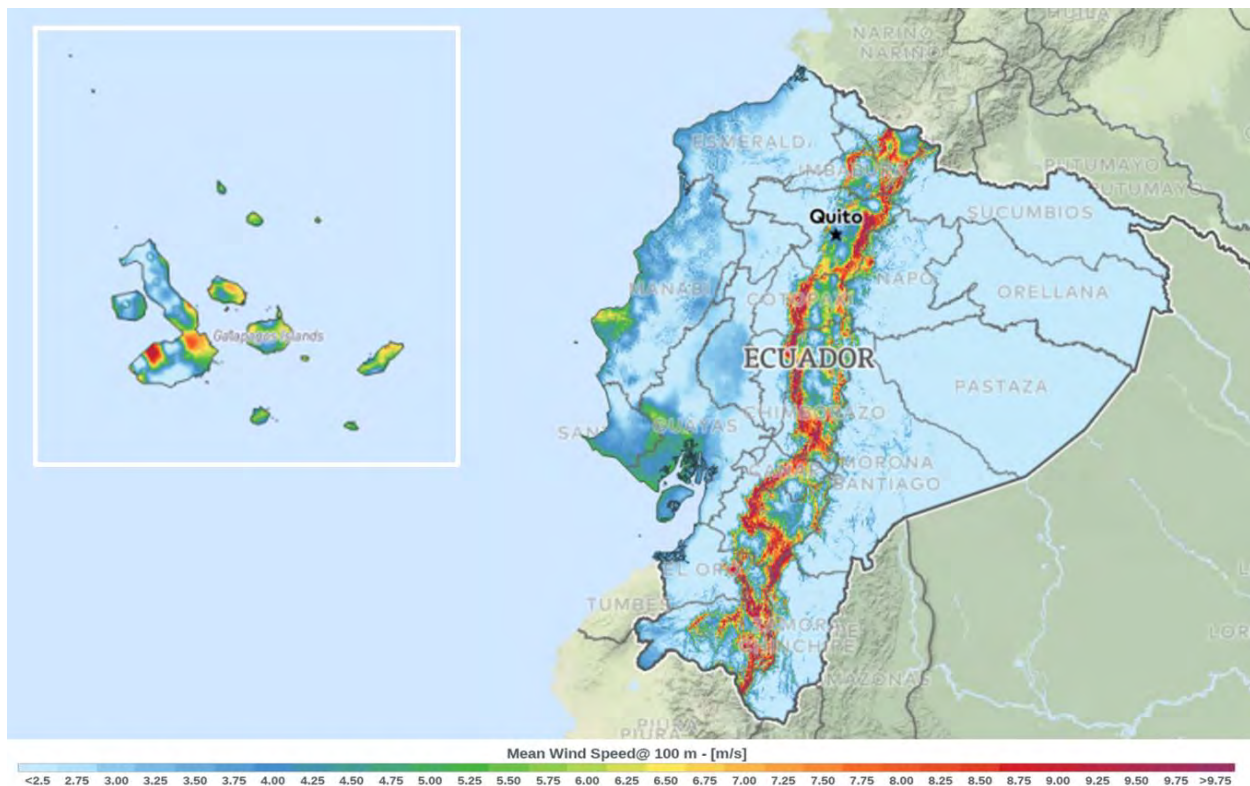 HUILA
NARIÑO
NARIÑO
ESMERALD
PUTUMAYO
PUTUMAYO
IMBABURA
SUCUMBIOS
Quito
NAPO
MANABI
COTOPAXI
ORELLANA
Galapagos Islands
ECUADOR
PASTAZA
CHIMBORAZO
SAN
GUAYAS
CAÑAR
MORONA
SANTIAGO
EL ORO
TUMBES
ZAMORA
CHINCHIPE
LOR
AMAZONAS
PIURA
PIURA
Mean Wind Speed@ 100 m - [m/s]
<2.5 2.75 3.00 3.25 3.50 3.75 4.00 4.25 4.50 4.75 5.00 5.25 5.50 5.75 6.00 6.25 6.50 6.75 7.00 7.25 7.50 7.75 8.00 8.25 8.50 8.75 9.00 9.25 9.50 9.75 >9.75